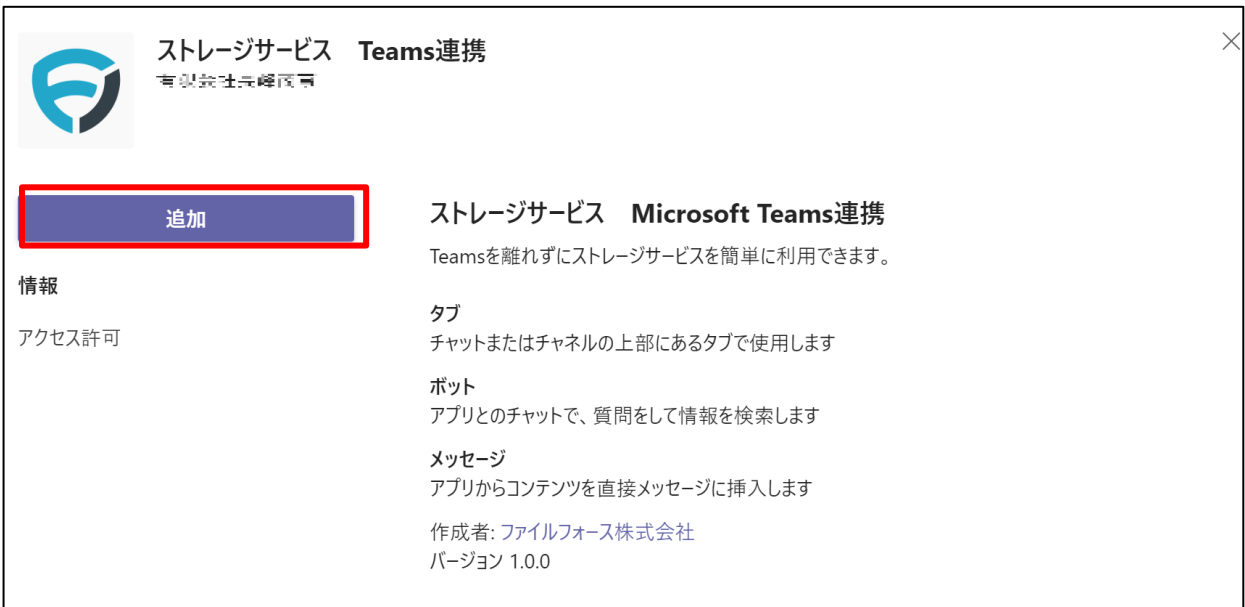 ストレージサービス Teams連携
追加
情報
アクセス許可
ストレージサービス Microsoft Teams連携
Teamsを離れずにストレージサービスを簡単に利用できます。
タブ
チャットまたはチャネルの上部にあるタブで使用します
ボット
アプリとのチャットで、質問をして情報を検索します
メッセージ
アプリからコンテンツを直接メッセージに挿入します
作成者: ファイルフォース株式会社
バージョン 1.0.0